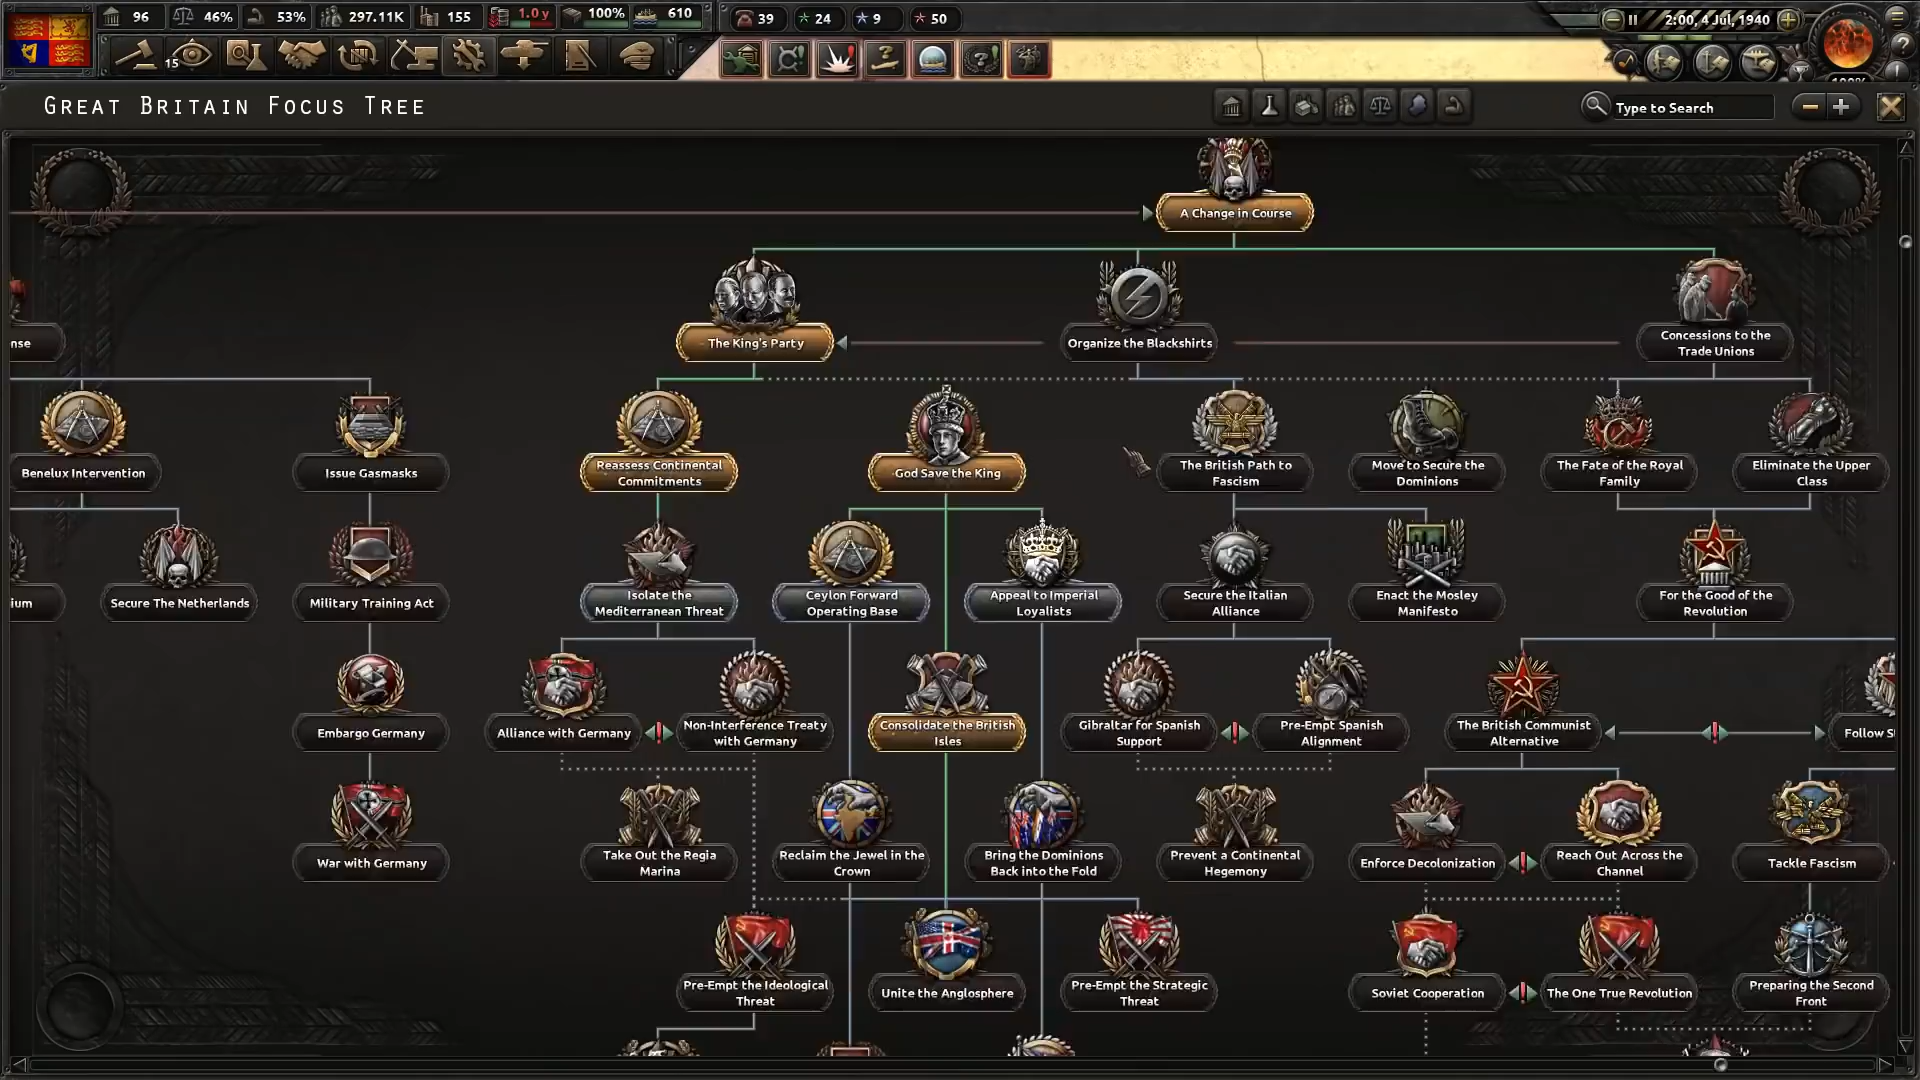 96
46%
53%
297.11K
155
1.0 y
100%
610
39
24
9
50
2:00, 4 Jul, 1940
15
100%
Great Britain Focus Tree
Type to Search
A Change in Course
The King's Party
Organize the Blackshirts
Concessions to the
Trade Unions
nse
Benelux Intervention
Issue Gasmasks
Reassess Continental
Commitments
God Save the King
The British Path to
Fascism
Move to Secure the
Dominions
The Fate of the Royal
Family
Eliminate the Upper
Class
ium
Secure The Netherlands
Military Training Act
Isolate the
Mediterranean Threat
Ceylon Forward
Operating Base
Appeal to Imperial
Loyalists
Secure the Italian
Alliance
Enact the Mosley
Manifesto
For the Good of the
Revolution
Embargo Germany
Alliance with Germany
Non-Interference Treaty
with Germany
Consolidate the British
Isles
Gibraltar for Spanish
Support
Pre-Empt Spanish
Alignment
The British Communist
Alternative
Follow S
War with Germany
Take Out the Regia
Marina
Reclaim the Jewel in the
Crown
Bring the Dominions
Back into the Fold
Prevent a Continental
Hegemony
Enforce Decolonization
Reach Out Across the
Channel
Tackle Fascism
Pre-Empt the Ideological
Threat
Unite the Anglosphere
Pre-Empt the Strategic
Threat
Soviet Cooperation
The One True Revolution
Preparing the Second
Front